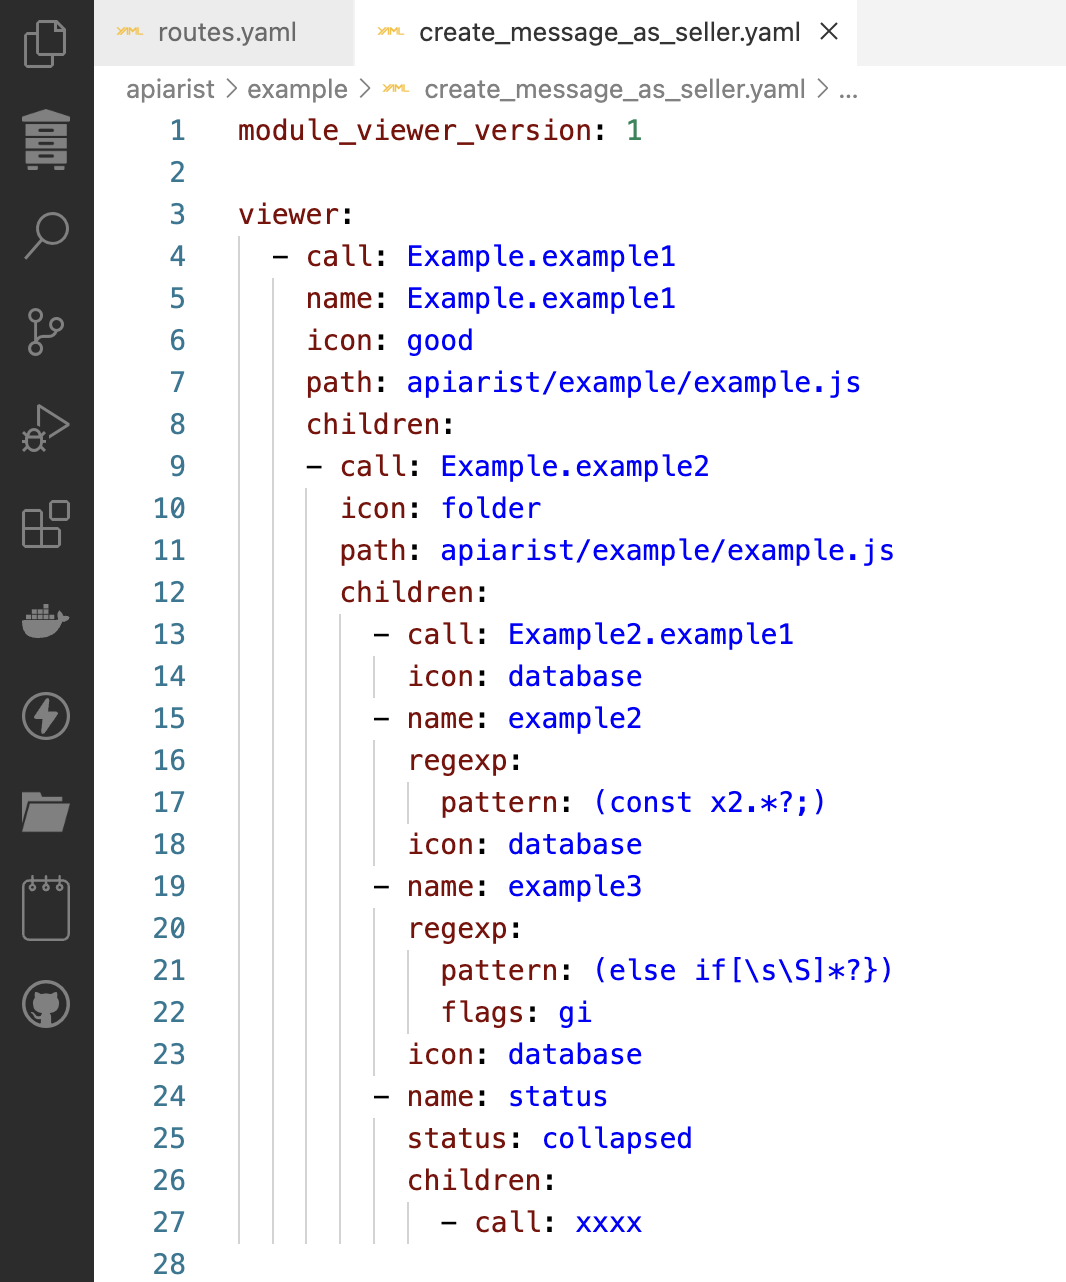 YAML routes.yaml YAML create_message_as_seller.yaml ×
apiarist > example > YAML create_message_as_seller.yaml > ...
1 module_viewer_version: 1
2
3 viewer:
4 - call: Example.example1
5 name: Example.example1
6 icon: good
7 path: apiarist/example/example.js
8 children:
9 - call: Example.example2
10 icon: folder
11 path: apiarist/example/example.js
12 children:
13 - call: Example2.example1
14 icon: database
15 - name: example2
16 regexp:
17 pattern: (const x2.*?;)
18 icon: database
19 - name: example3
20 regexp:
21 pattern: (else if[\s\S]*?})
22 flags: gi
23 icon: database
24 - name: status
25 status: collapsed
26 children:
27 - call: xxxx
28